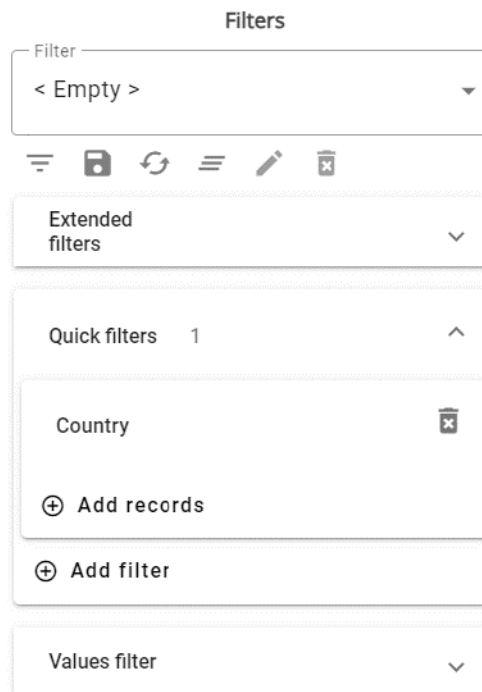 Filters
Filter
< Empty >
Extended
filters
Quick filters 1
Country
Add records
Add filter
Values filter